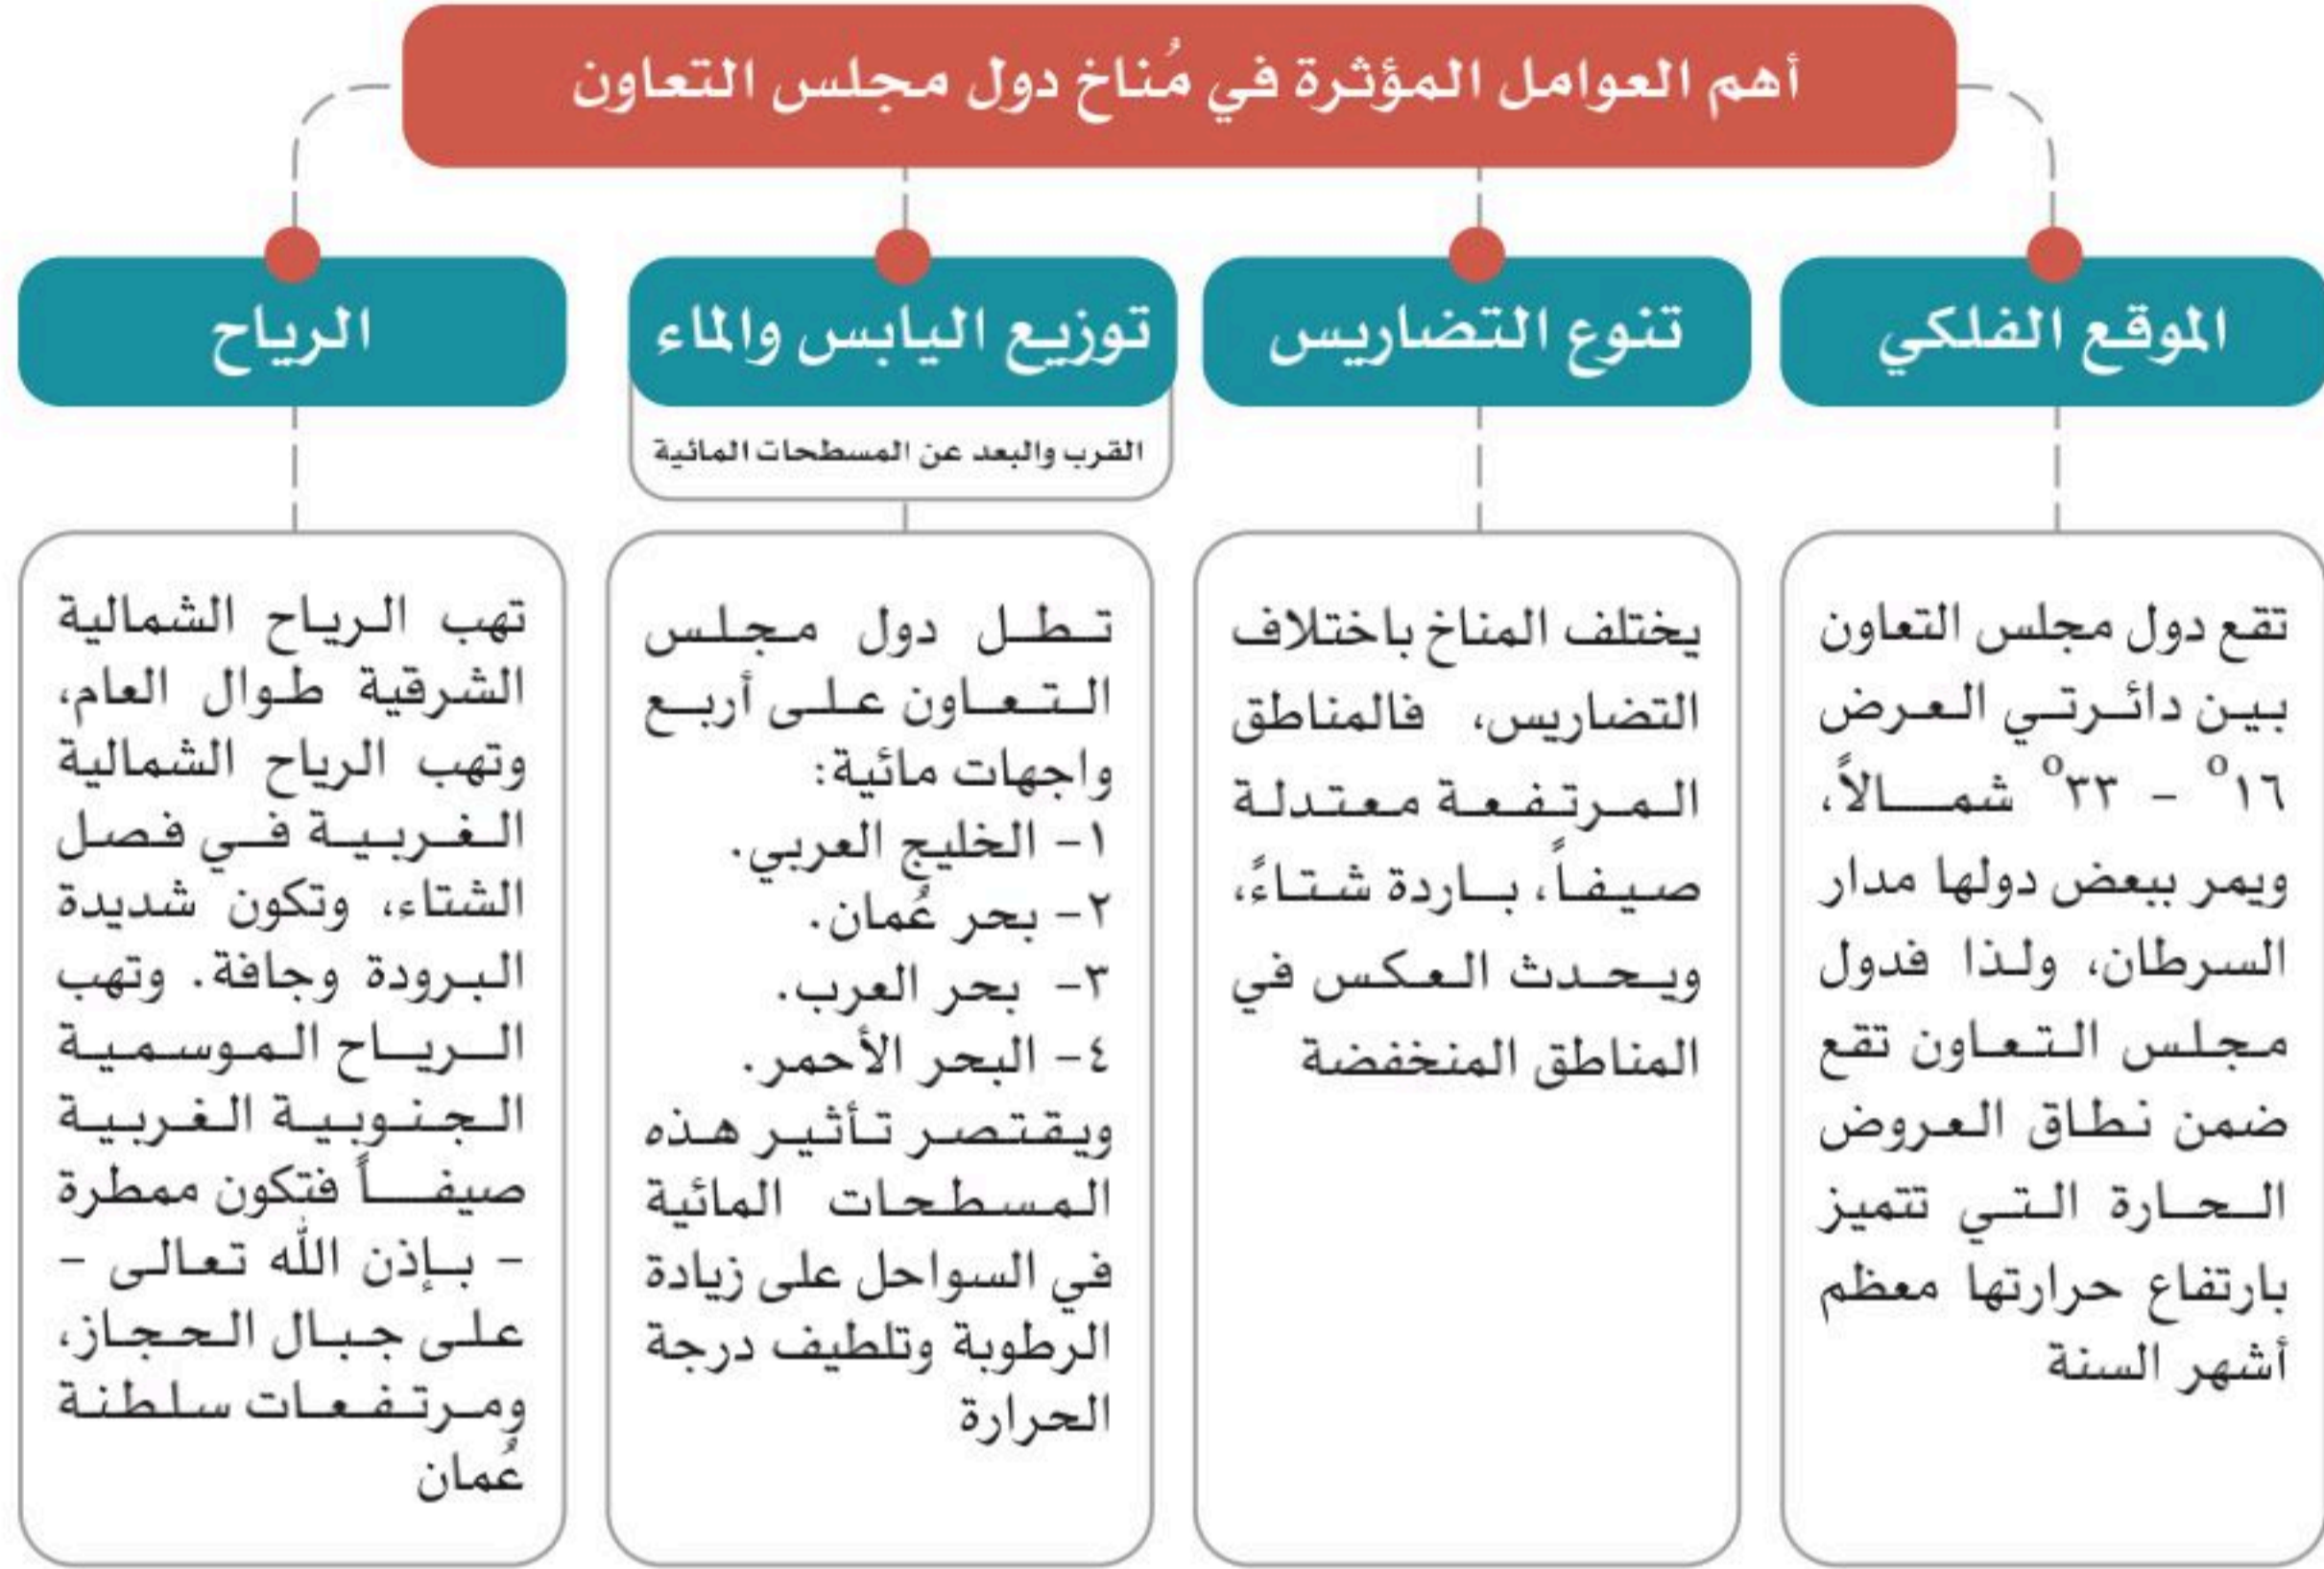 أهم العوامل المؤثرة في مُناخ دول مجلس التعاون
الموقع الفلكي
تقع دول مجلس التعاون
بين دائرتي العرض
١٦° - ٣٣° شمالاً،
ويمر ببعض دولها مدار
السرطان، ولذا فدول
مجلس التعاون تقع
ضمن نطاق العروض
الحارة التي تتميز
بارتفاع حرارتها معظم
أشهر السنة
تنوع التضاريس
يختلف المناخ باختلاف
التضاريس، فالمناطق
المرتفعة معتدلة
صيفاً، باردة شتاءً،
ويحدث العكس في
المناطق المنخفضة
توزيع اليابس والماء
القرب والبعد عن المسطحات المائية
تطل دول مجلس
التعاون على أربع
واجهات مائية:
١- الخليج العربي.
٢- بحر عُمان.
٣- بحر العرب.
٤- البحر الأحمر.
ويقتصر تأثير هذه
المسطحات المائية
في السواحل على زيادة
الرطوبة وتلطيف درجة
الحرارة
الرياح
تهب الرياح الشمالية
الشرقية طوال العام،
وتهب الرياح الشمالية
الغربية في فصل
الشتاء، وتكون شديدة
البرودة وجافة. وتهب
الرياح الموسمية
الجنوبية الغربية
صيفاً فتكون ممطرة
- بإذن الله تعالى -
على جبال الحجاز،
ومرتفعات سلطنة
عُمان